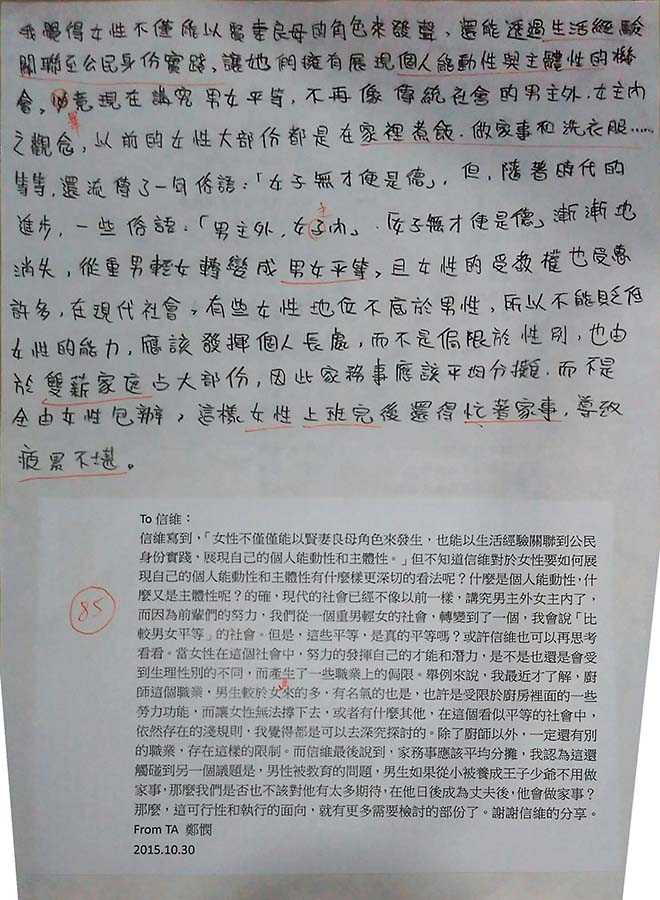 我覺得女性不僅能以賢妻良母的角色來發聲,還能透過生活經驗
關聯至公民身份實踐,讓她們擁有展現個人能動性與主體性的機
會,畢竟現在講究男女平等,不再像傳統社會的男主外.女主內
之觀念,以前的女性大部份都是在家裡煮飯.做家事和洗衣服……
等等,還流傳了一句俗語:「女子無才便是德」,但,隨著時代的
進步,一些俗語:「男主外,女主內」.「女子無才便是德」漸漸地
消失,從重男輕女轉變成男女平等,且女性的受教權也受惠
許多,在現代社會,有些女性地位不底於男性,所以不能貶低
女性的能力,應該發揮個人長處,而不是侷限於性別,也由
於雙薪家庭占大部份,因此家務事應該平均分攤.而不是
全由女性包辦,這樣女性上班完後還得忙著家事,導致
疲累不堪。
To 信維:
信維寫到,「女性不僅僅能以賢妻良母角色來發生,也能以生活經驗關聯到公民
身份實踐,展現自己的個人能動性和主體性。」但不知道信維對於女性要如何展
現自己的個人能動性和主體性有什麼樣更深切的看法呢?什麼是個人能動性,什
麼又是主體性呢?的確,現代的社會已經不像以前一樣,講究男主外女主內了,
而因為前輩們的努力,我們從一個重男輕女的社會,轉變到了一個,我會說「比
較男女平等」的社會。但是,這些平等,是真的平等嗎?或許信維也可以再思考
看看。當女性在這個社會中,努力的發揮自己的才能和潛力,是不是也還是會受
到生理性別的不同,而產生了一些職業上的侷限。舉例來說,我最近才了解,廚
師這個職業,男生較於女來的多,有名氣的也是,也許是受限於廚房裡面的一些
勞力功能,而讓女性無法撐下去,或者有什麼其他,在這個看似平等的社會中,
依然存在的淺規則,我覺得都是可以去深究探討的。除了廚師以外,一定還有別
的職業,存在這樣的限制。而信維最後說到,家務事應該平均分攤,我認為這還
觸碰到另一個議題是,男性被教育的問題,男生如果從小被養成王子少爺不用做
家事,那麼我們是否也不該對他有太多期待,在他日後成為丈夫後,他會做家事?
那麼,這可行性和執行的面向,就有更多需要檢討的部份了。謝謝信維的分享。
From TA 鄭憪
2015.10.30
85